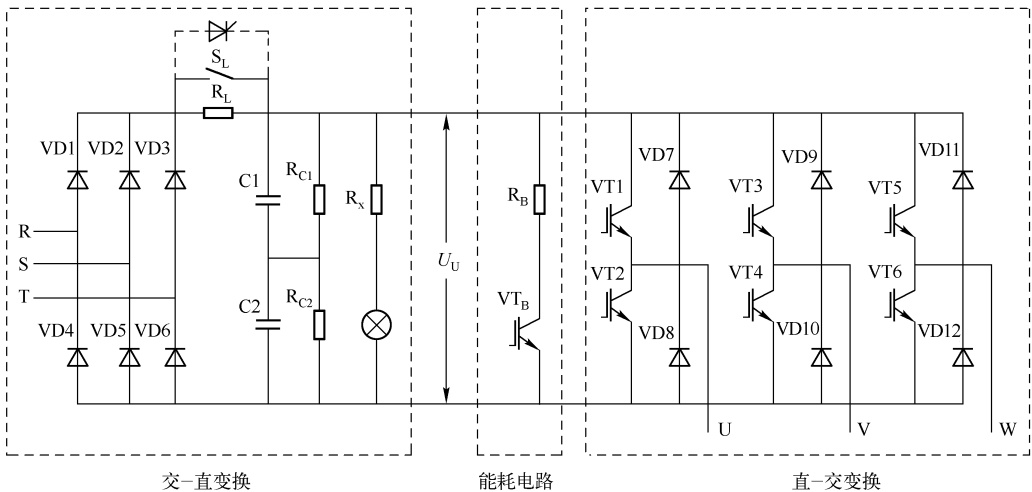 S_L
R_L
VD1 VD2 VD3 VD7 VD9 VD11
C1 R_C1 R_x R_B VT1 VT3 VT5
R
S U_U
T
C2 R_C2 VT_B VT2 VT4 VT6
VD4 VD5 VD6 VD8 VD10 VD12
U V W
交-直变换 能耗电路 直-交变换